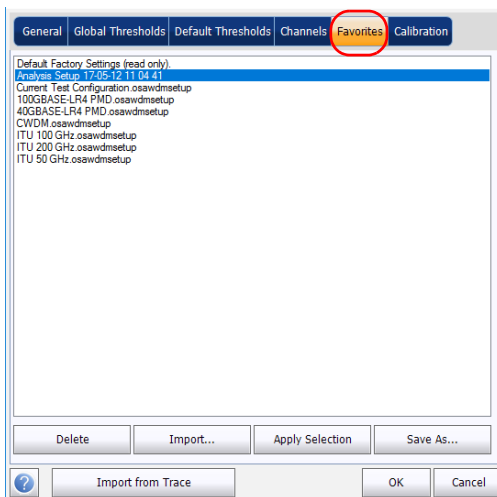 General Global Thresholds Default Thresholds Channels Favorites Calibration
Default Factory Settings (read only).
Analysis Setup 17-05-12 11 04 41
Current Test Configuration.osawdmsetup
100GBASE-LR4 PMD.osawdmsetup
40GBASE-LR4 PMD.osawdmsetup
CWDM.osawdmsetup
ITU 100 GHz.osawdmsetup
ITU 200 GHz.osawdmsetup
ITU 50 GHz.osawdmsetup
Delete Import... Apply Selection Save As...
? Import from Trace OK Cancel